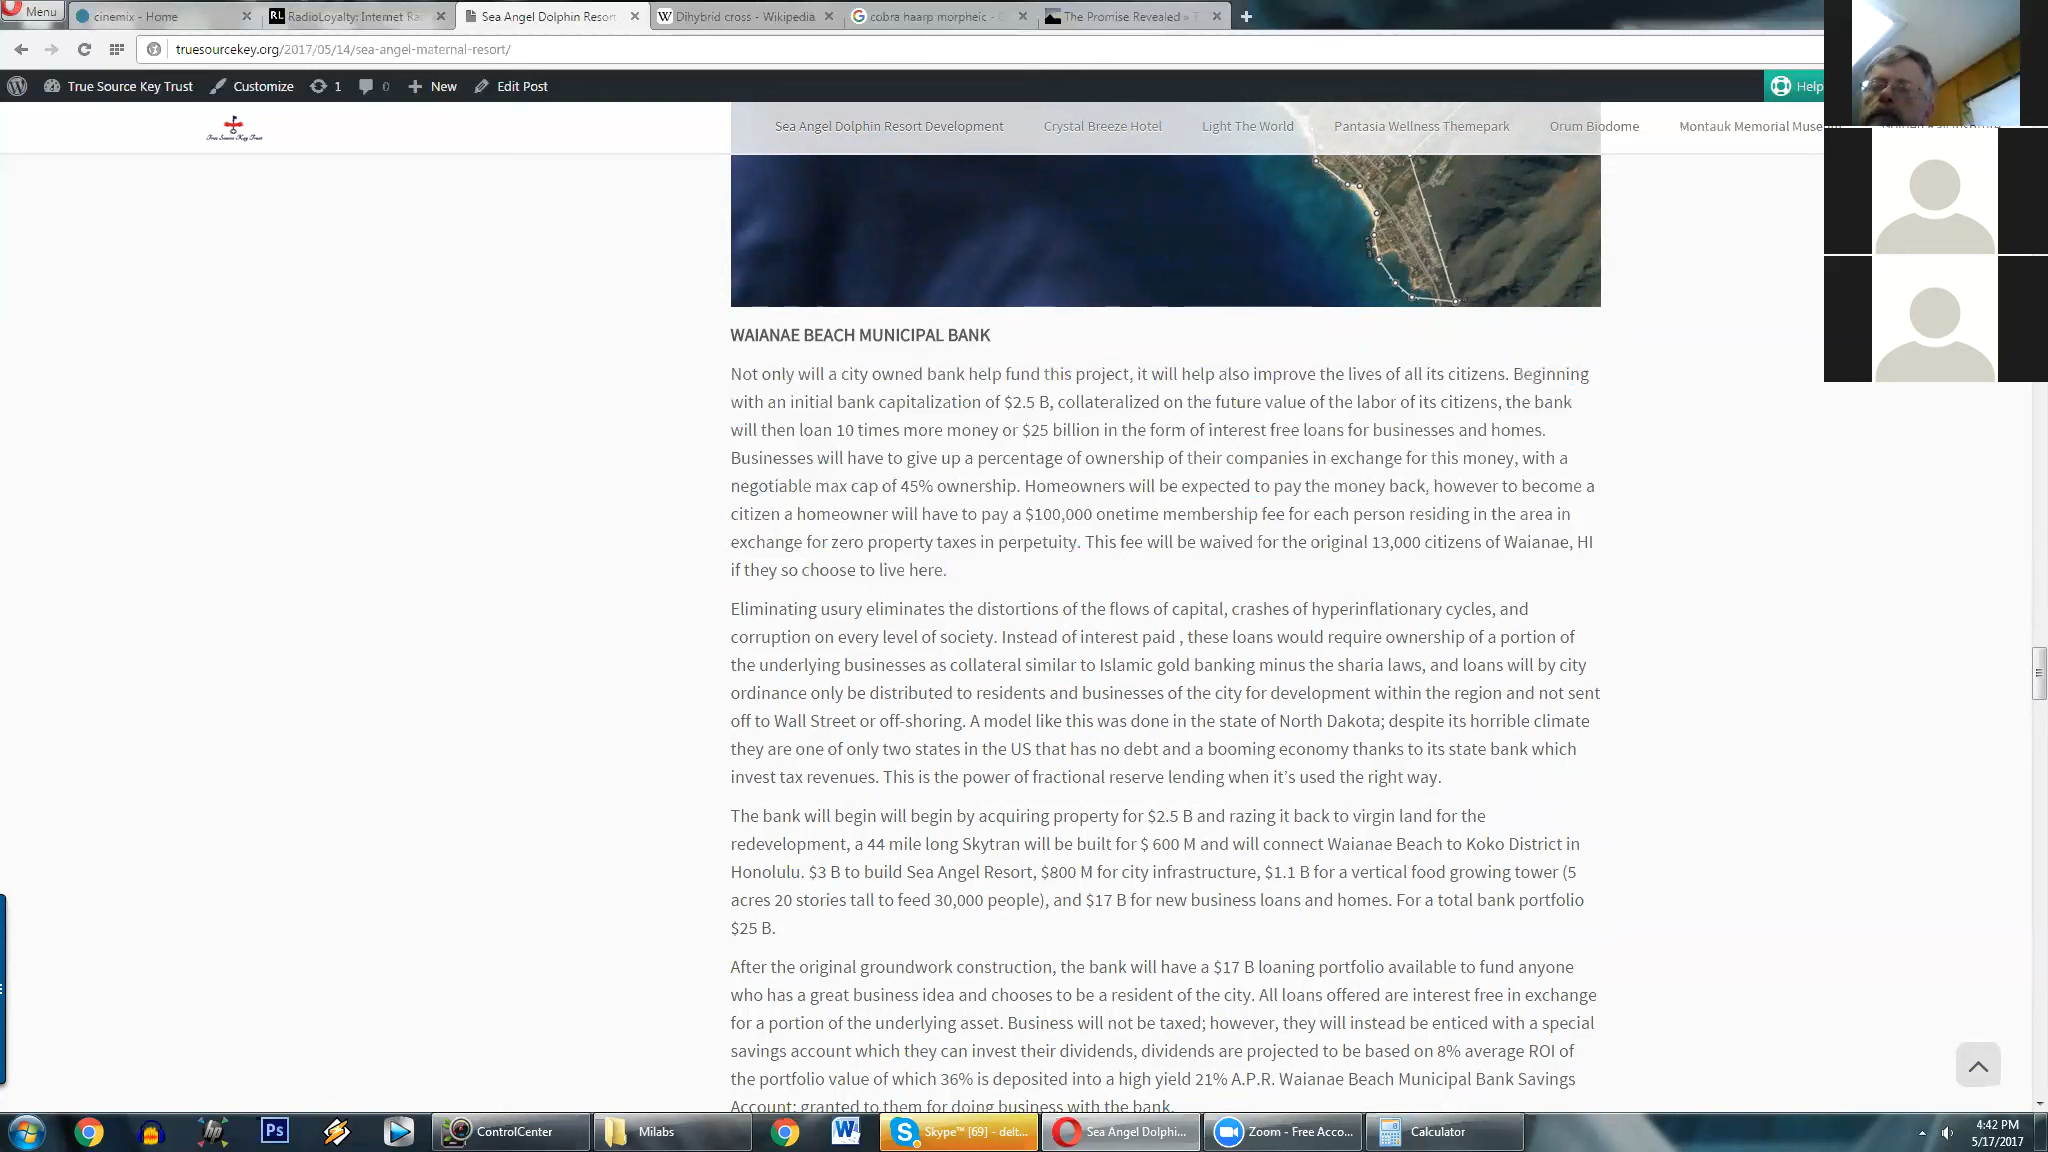 Menu
cinemix - Home
RadioLoyalty: Internet Ra
Sea Angel Dolphin Resor
Dihybrid cross - Wikipedia
cobra haarp morpheic -
The Promise Revealed »
truesourcekey.org/2017/05/14/sea-angel-maternal-resort/
True Source Key Trust
Customize
1
0
New
Edit Post
Help
True Source Key Trust
Sea Angel Dolphin Resort Development
Crystal Breeze Hotel
Light The World
Pantasia Wellness Themepark
Orum Biodome
Montauk Memorial
WAIANAE BEACH MUNICIPAL BANK
Not only will a city owned bank help fund this project, it will help also improve the lives of all its citizens. Beginning
with an initial bank capitalization of $2.5 B, collateralized on the future value of the labor of its citizens, the bank
will then loan 10 times more money or $25 billion in the form of interest free loans for businesses and homes.
Businesses will have to give up a percentage of ownership of their companies in exchange for this money, with a
negotiable max cap of 45% ownership. Homeowners will be expected to pay the money back, however to become a
citizen a homeowner will have to pay a $100,000 onetime membership fee for each person residing in the area in
exchange for zero property taxes in perpetuity. This fee will be waived for the original 13,000 citizens of Waianae, HI
if they so choose to live here.
Eliminating usury eliminates the distortions of the flows of capital, crashes of hyperinflationary cycles, and
corruption on every level of society. Instead of interest paid , these loans would require ownership of a portion of
the underlying businesses as collateral similar to Islamic gold banking minus the sharia laws, and loans will by city
ordinance only be distributed to residents and businesses of the city for development within the region and not sent
off to Wall Street or off-shoring. A model like this was done in the state of North Dakota; despite its horrible climate
they are one of only two states in the US that has no debt and a booming economy thanks to its state bank which
invest tax revenues. This is the power of fractional reserve lending when it’s used the right way.
The bank will begin will begin by acquiring property for $2.5 B and razing it back to virgin land for the
redevelopment, a 44 mile long Skytran will be built for $ 600 M and will connect Waianae Beach to Koko District in
Honolulu. $3 B to build Sea Angel Resort, $800 M for city infrastructure, $1.1 B for a vertical food growing tower (5
acres 20 stories tall to feed 30,000 people), and $17 B for new business loans and homes. For a total bank portfolio
$25 B.
After the original groundwork construction, the bank will have a $17 B loaning portfolio available to fund anyone
who has a great business idea and chooses to be a resident of the city. All loans offered are interest free in exchange
for a portion of the underlying asset. Business will not be taxed; however, they will instead be enticed with a special
savings account which they can invest their dividends, dividends are projected to be based on 8% average ROI of
the portfolio value of which 36% is deposited into a high yield 21% A.P.R. Waianae Beach Municipal Bank Savings
Account; granted to them for doing business with the bank.
Ps
ControlCenter
Milabs
Skype™ [69] - delt...
Sea Angel Dolphi...
Zoom - Free Acco...
Calculator
4:42 PM
5/17/2017